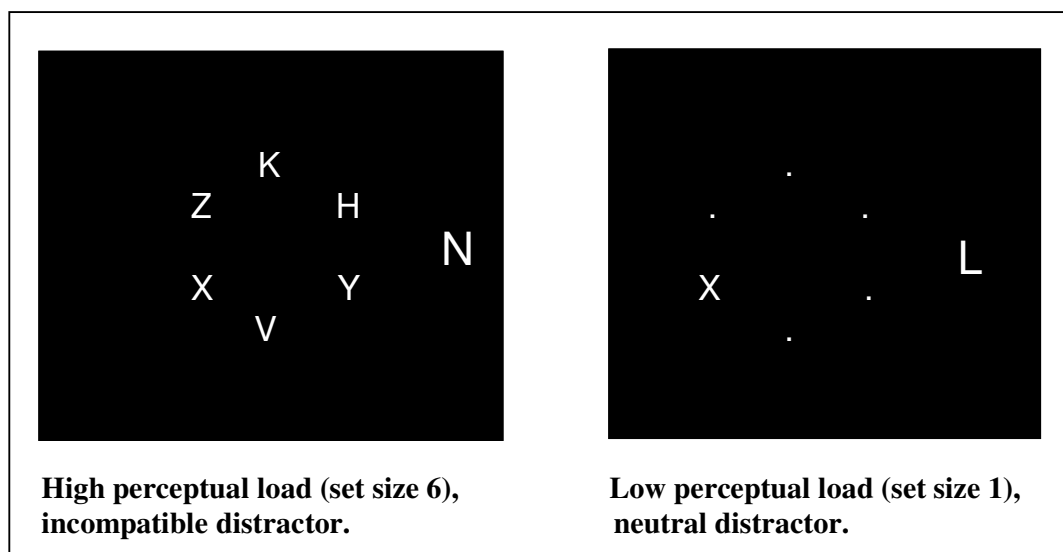 K
Z H
N
X Y
V
.
. .
L
X .
.
High perceptual load (set size 6),
incompatible distractor.
Low perceptual load (set size 1),
neutral distractor.